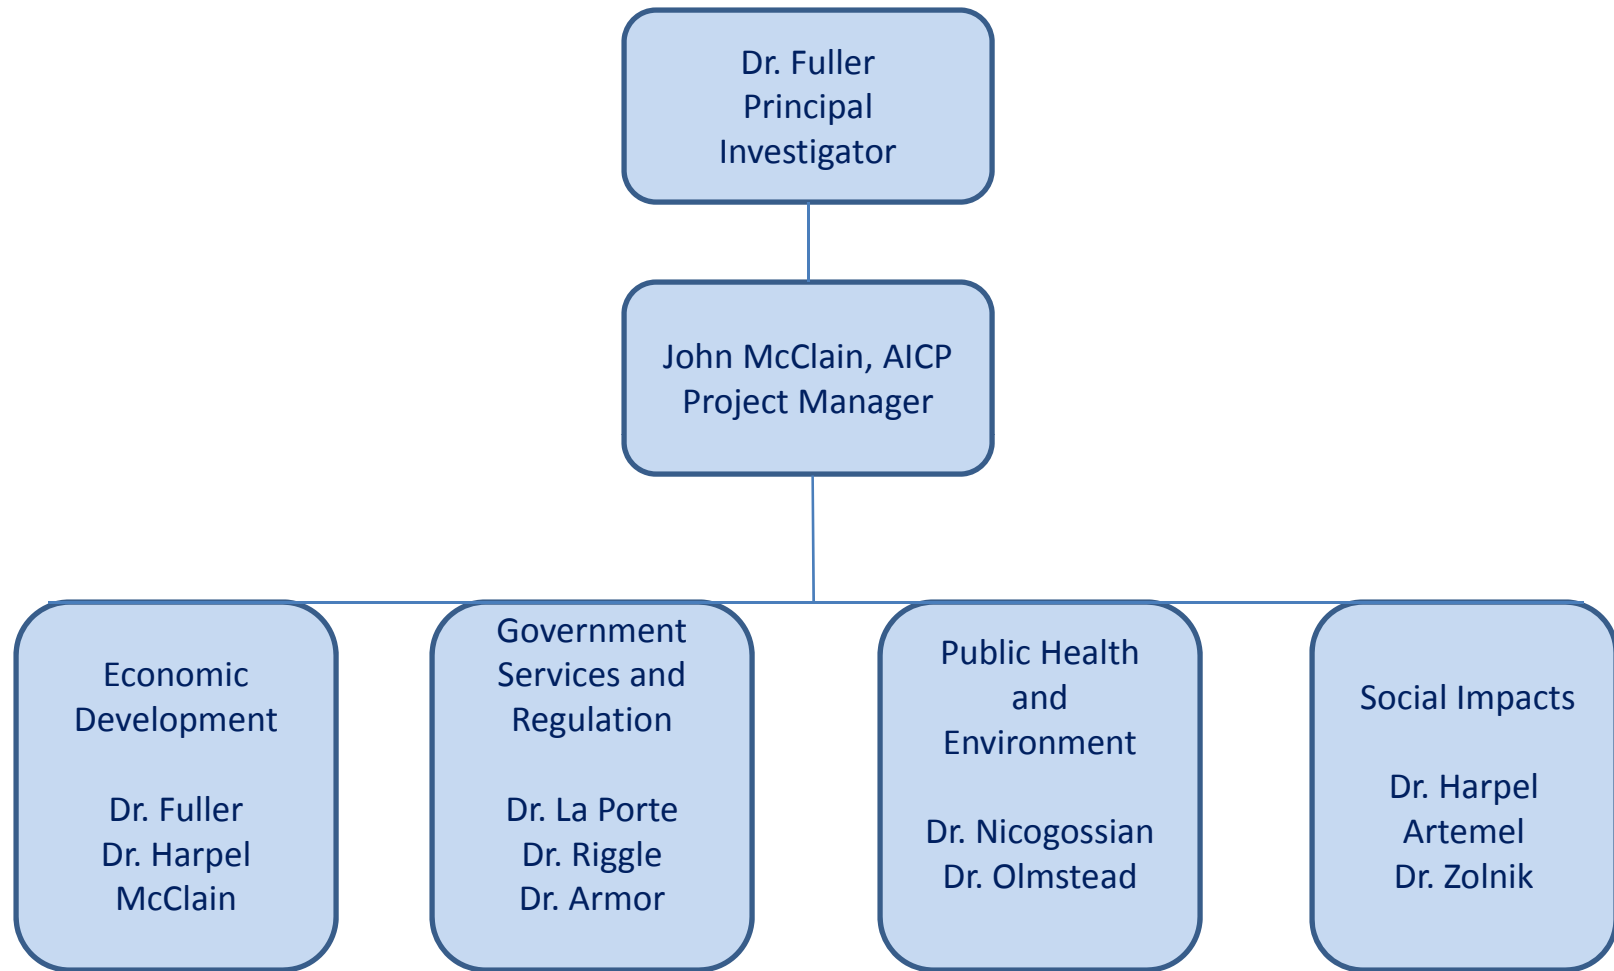 Dr. Fuller
Principal
Investigator
John McClain, AICP
Project Manager
Economic
Development
Dr. Fuller
Dr. Harpel
McClain
Government
Services and
Regulation
Dr. La Porte
Dr. Riggle
Dr. Armor
Public Health
and
Environment
Dr. Nicogossian
Dr. Olmstead
Social Impacts
Dr. Harpel
Artemel
Dr. Zolnik